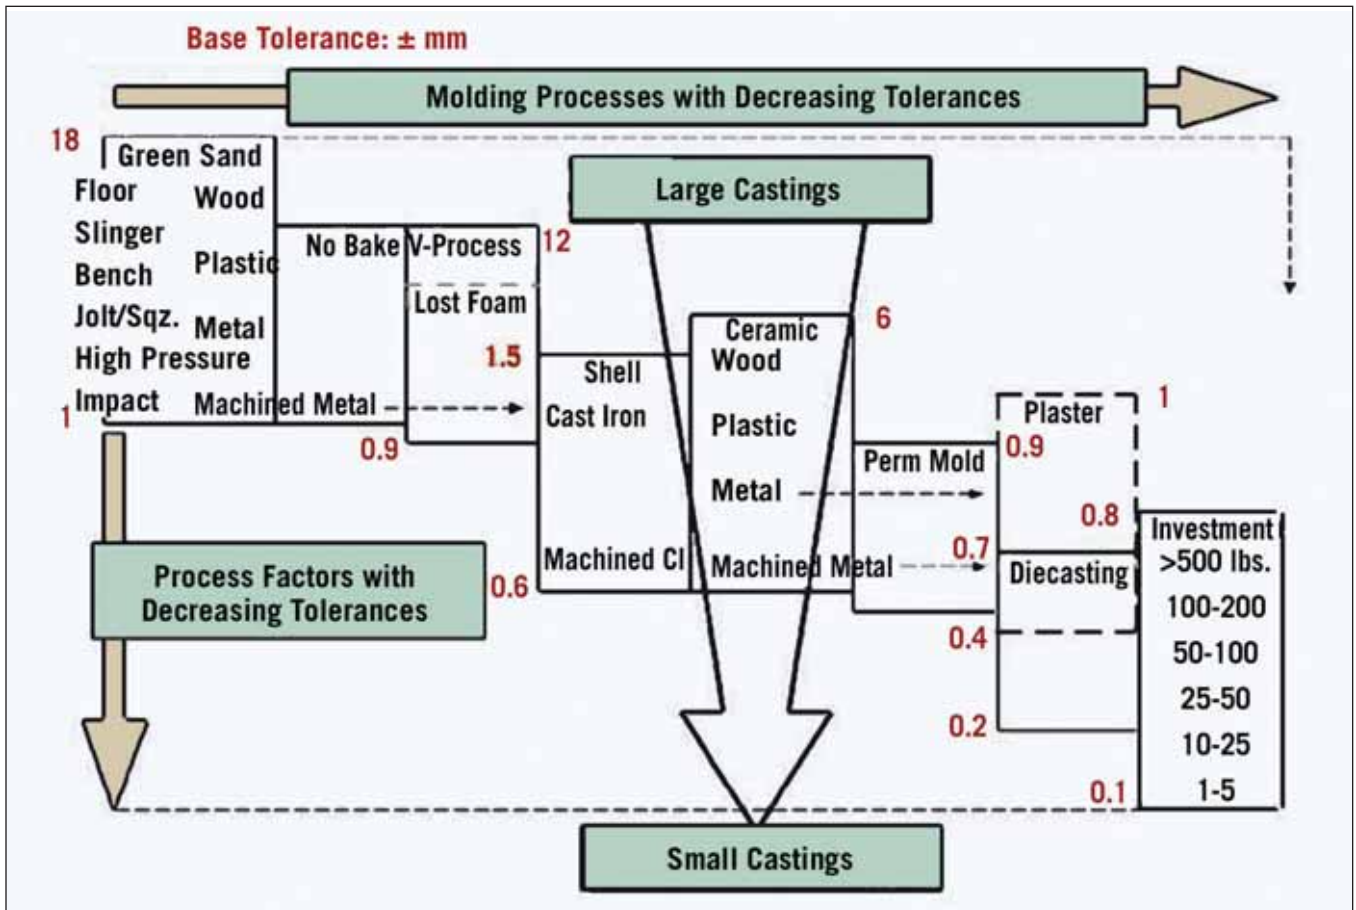 Base Tolerance: ± mm
Molding Processes with Decreasing Tolerances
18
Green Sand
Floor
Slinger
Bench
Jolt/Sqz.
High Pressure
Impact
Wood
Plastic
Metal
Machined Metal
1
No Bake
0.9
V-Process
12
Lost Foam
1.5
Large Castings
Shell
Cast Iron
Machined CI
0.6
Ceramic
Wood
Plastic
Metal
Machined Metal
6
Perm Mold
0.9
0.7
0.4
Plaster
1
0.8
Diecasting
0.2
Investment
>500 lbs.
100-200
50-100
25-50
10-25
1-5
0.1
Process Factors with
Decreasing Tolerances
Small Castings